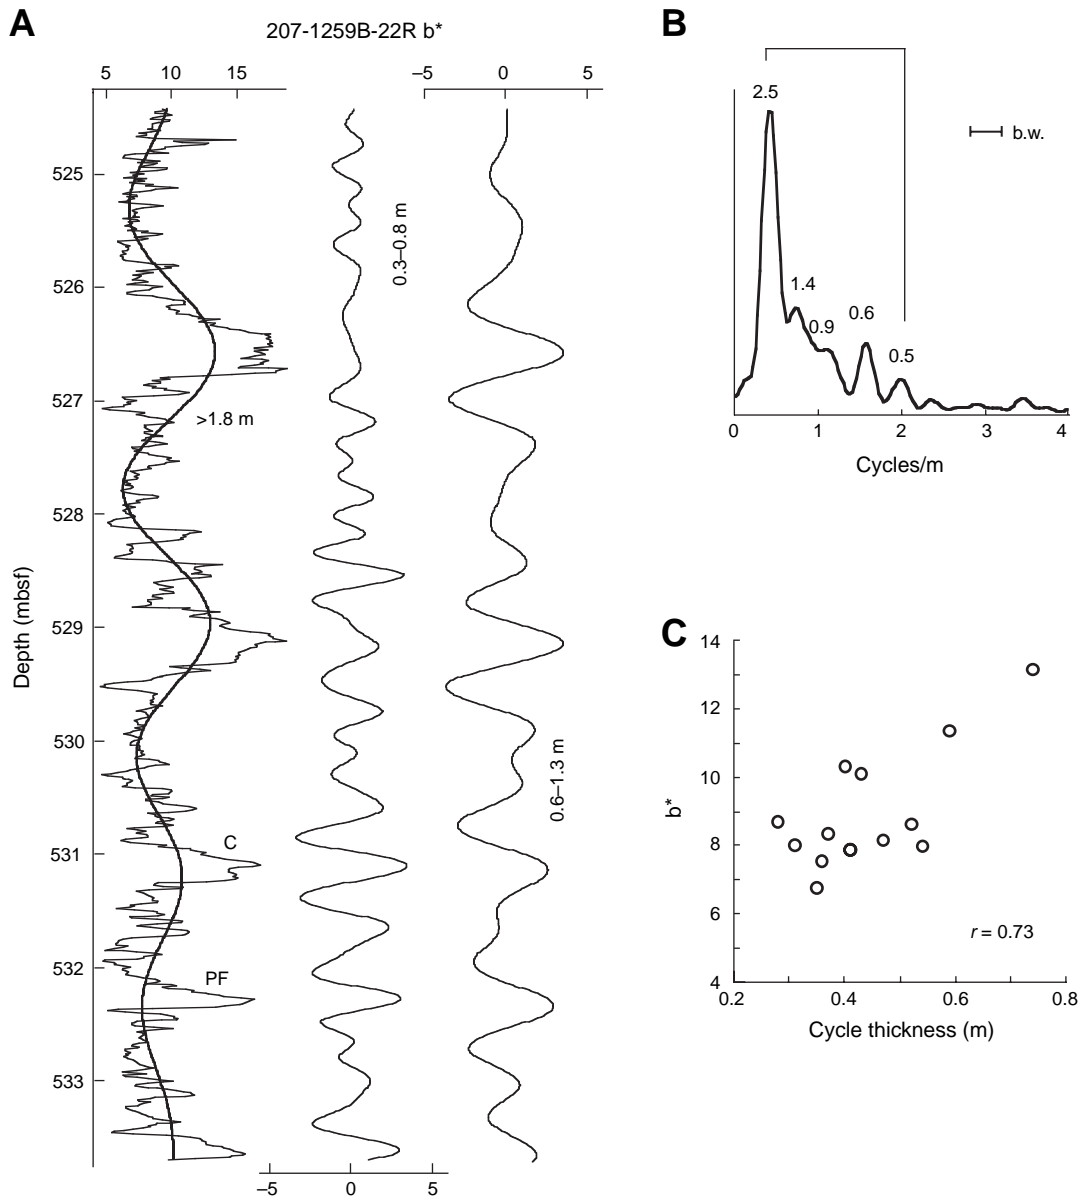 A
207-1259B-22R b*
5 10 15
–5 0 5
525
526
527
528
529
530
531
532
533
Depth (mbsf)
0.3–0.8 m
>1.8 m
0.6–1.3 m
C
PF
–5 0 5
B
2.5
b.w.
1.4
0.9
0.6
0.5
0 1 2 3 4
Cycles/m
C
14
12
10
8
6
4
b*
r = 0.73
0.2 0.4 0.6 0.8
Cycle thickness (m)